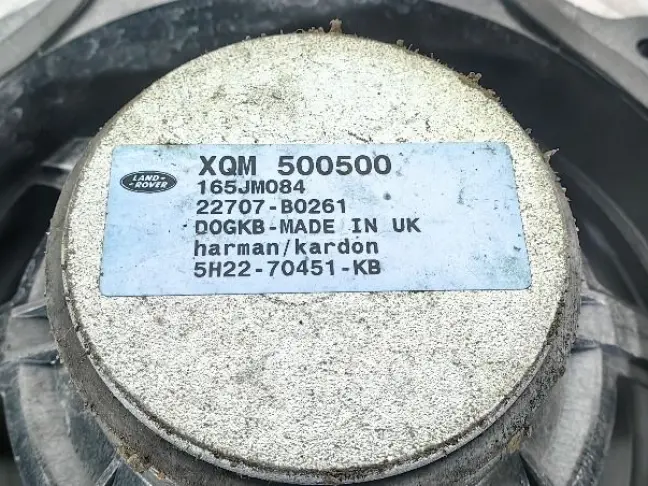 LAND-
-ROVER
XQM 500500
165JM084
22707-B0261
DOGKB-MADE IN UK
harman/kardon
5H22-70451-KB